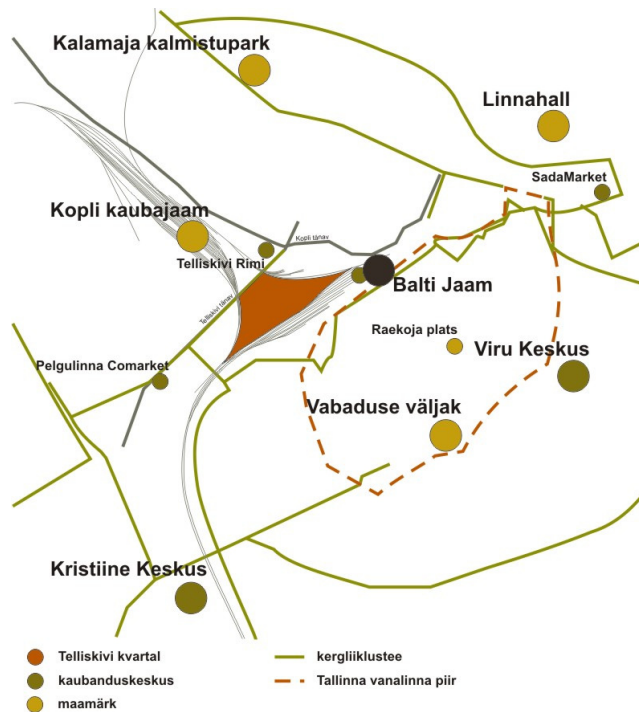 Kalamaja kalmistupark
Linnahall
SadaMarket
Kopli kaubajaam
Kopli tänav
Telliskivi Rimi
Balti Jaam
Telliskivi tänav
Raekoja plats
Viru Keskus
Pelgulinna Comarket
Vabaduse väljak
Kristiine Keskus
Telliskivi kvartal
kergliiklustee
kaubanduskeskus
Tallinna vanalinna piir
maamärk